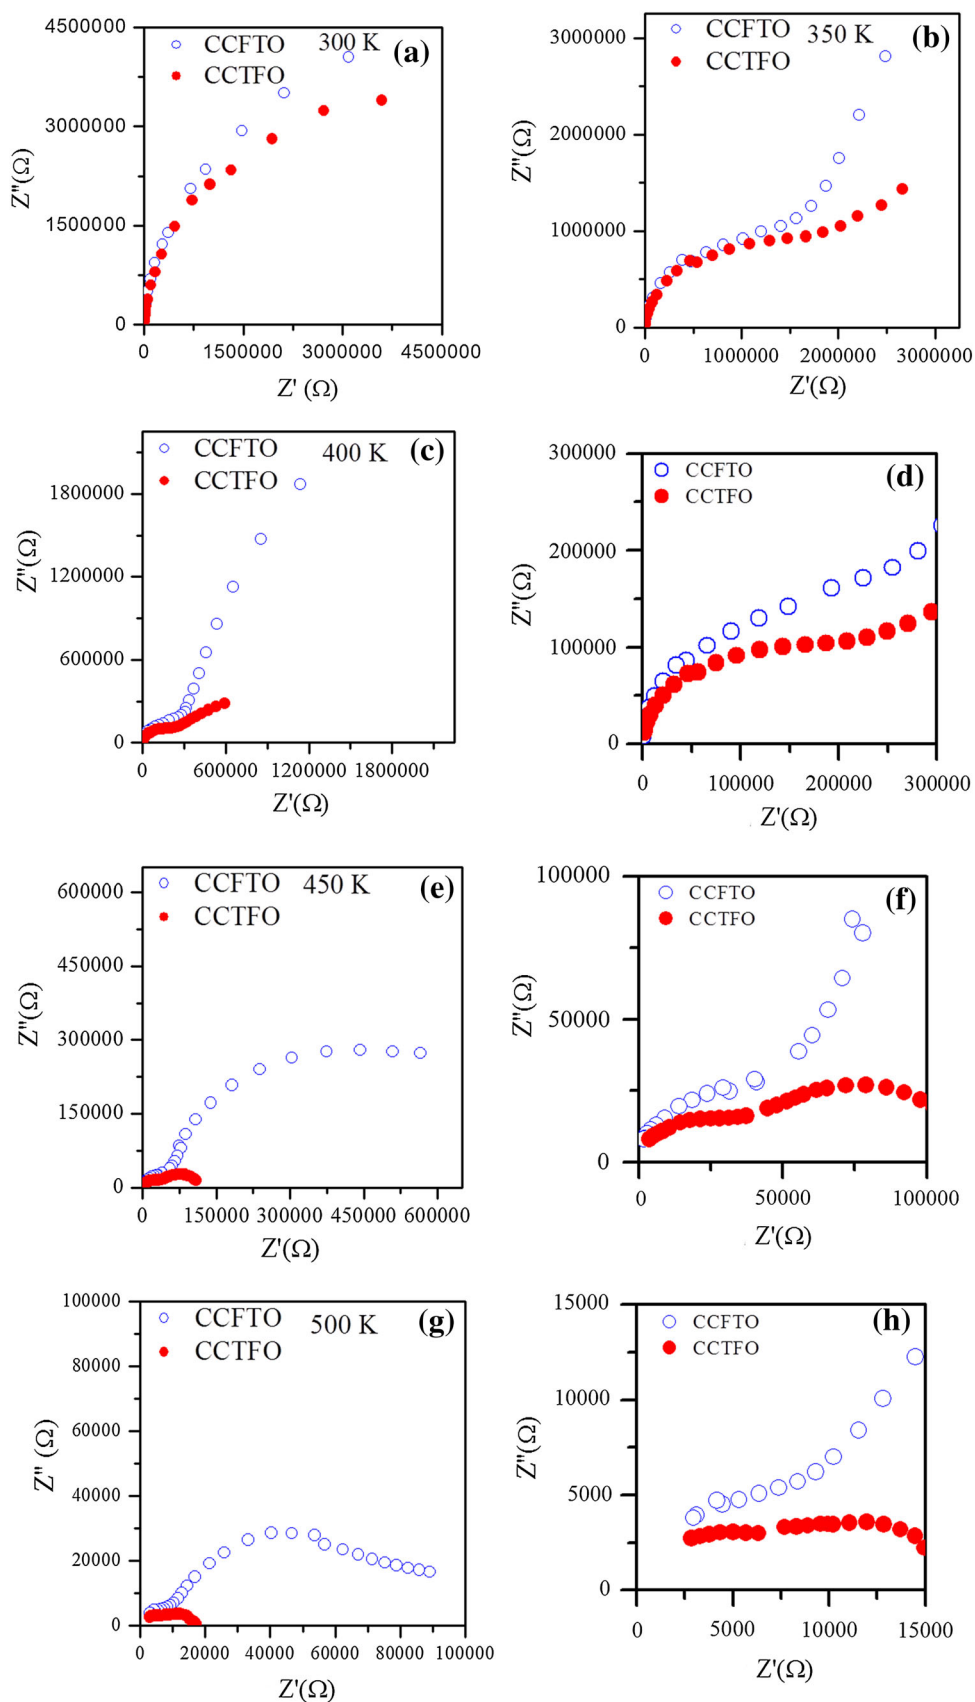 4500000
CCFTO 300 K (a)
CCTFO
3000000
Z"(Ω)
1500000
0
0 1500000 3000000 4500000
Z' (Ω)
3000000
CCFTO 350 K (b)
CCTFO
2000000
Z"(Ω)
1000000
0
0 1000000 2000000 3000000
Z'(Ω)
CCFTO 400 K (c)
CCTFO
1800000
1200000
Z"(Ω)
600000
0
0 600000 1200000 1800000
Z'(Ω)
300000
CCFTO (d)
CCTFO
200000
Z"(Ω)
100000
0
0 100000 200000 300000
Z'(Ω)
600000
CCFTO 450 K (e)
CCTFO
450000
Z"(Ω)
300000
150000
0
0 150000 300000 450000 600000
Z'(Ω)
100000
CCFTO (f)
CCTFO
Z"(Ω)
50000
0
0 50000 100000
Z'(Ω)
100000
CCFTO 500 K (g)
CCTFO
80000
60000
Z" (Ω)
40000
20000
0
0 20000 40000 60000 80000 100000
Z'(Ω)
15000
CCFTO (h)
CCTFO
10000
Z"(Ω)
5000
0
5000 10000 15000
Z'(Ω)